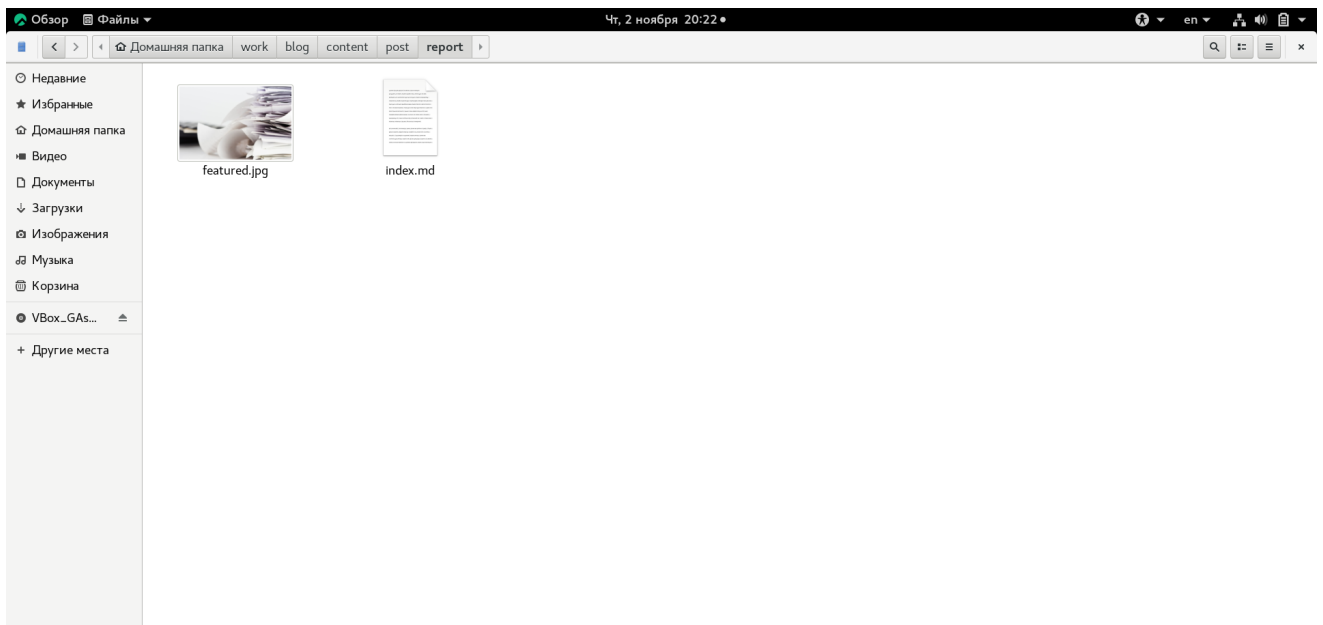 Обзор Файлы Чт, 2 ноября 20:22 en
Домашняя папка work blog content post report
Недавние
Избранные
Домашняя папка
Видео
Документы
Загрузки
Изображения
Музыка
Корзина
VBox_GAs...
Другие места
featured.jpg index.md